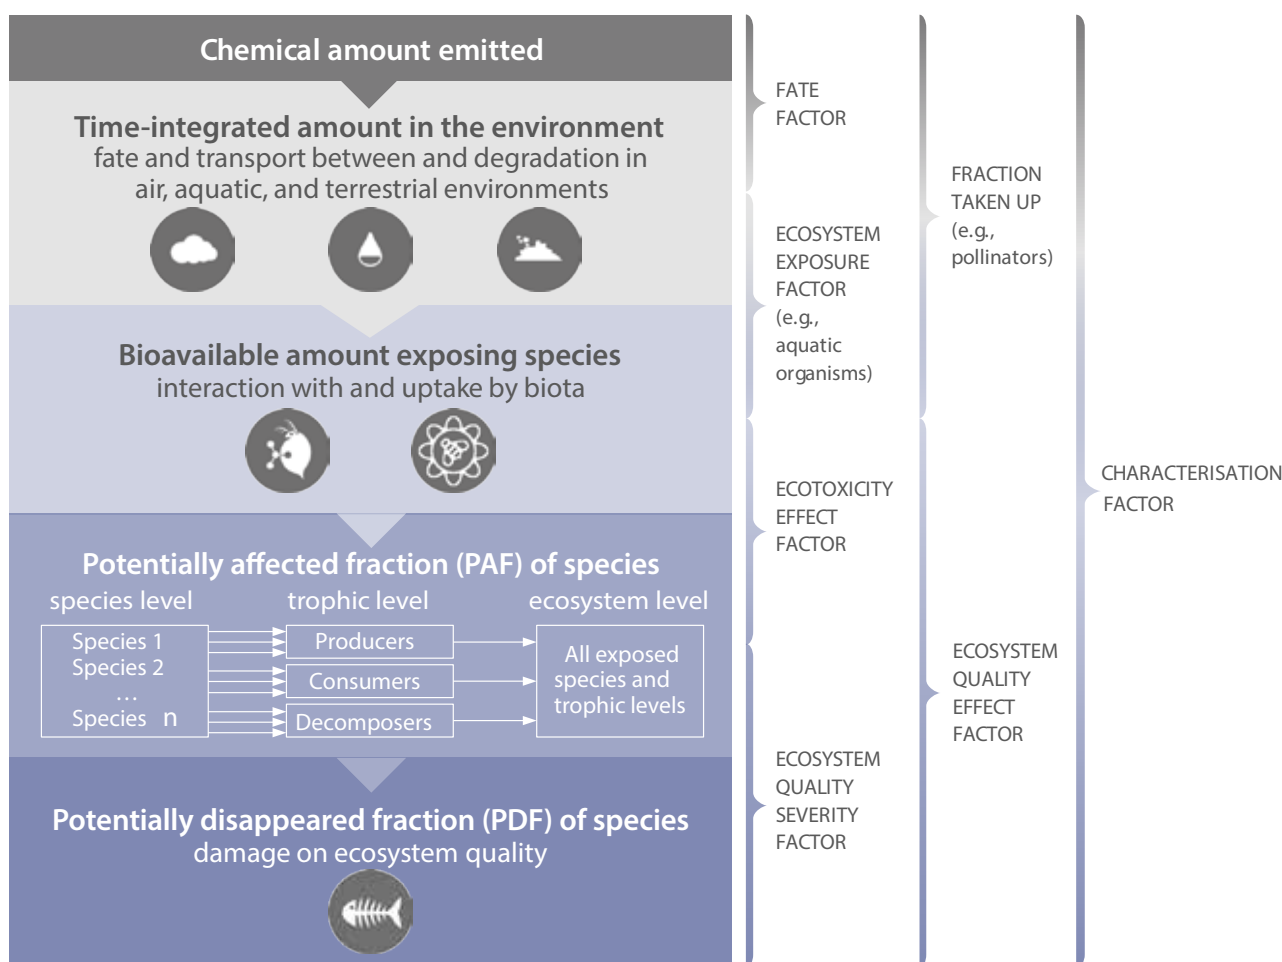 Chemical amount emitted
Time-integrated amount in the environment
fate and transport between and degradation in
air, aquatic, and terrestrial environments
Bioavailable amount exposing species
interaction with and uptake by biota
Potentially affected fraction (PAF) of species
species level
trophic level
ecosystem level
Species 1
Species 2
...
Species n
Producers
Consumers
Decomposers
All exposed
species and
trophic levels
Potentially disappeared fraction (PDF) of species
damage on ecosystem quality
FATE
FACTOR
ECOSYSTEM
EXPOSURE
FACTOR
(e.g.,
aquatic
organisms)
ECOTOXICITY
EFFECT
FACTOR
ECOSYSTEM
QUALITY
SEVERITY
FACTOR
FRACTION
TAKEN UP
(e.g.,
pollinators)
ECOSYSTEM
QUALITY
EFFECT
FACTOR
CHARACTERISATION
FACTOR